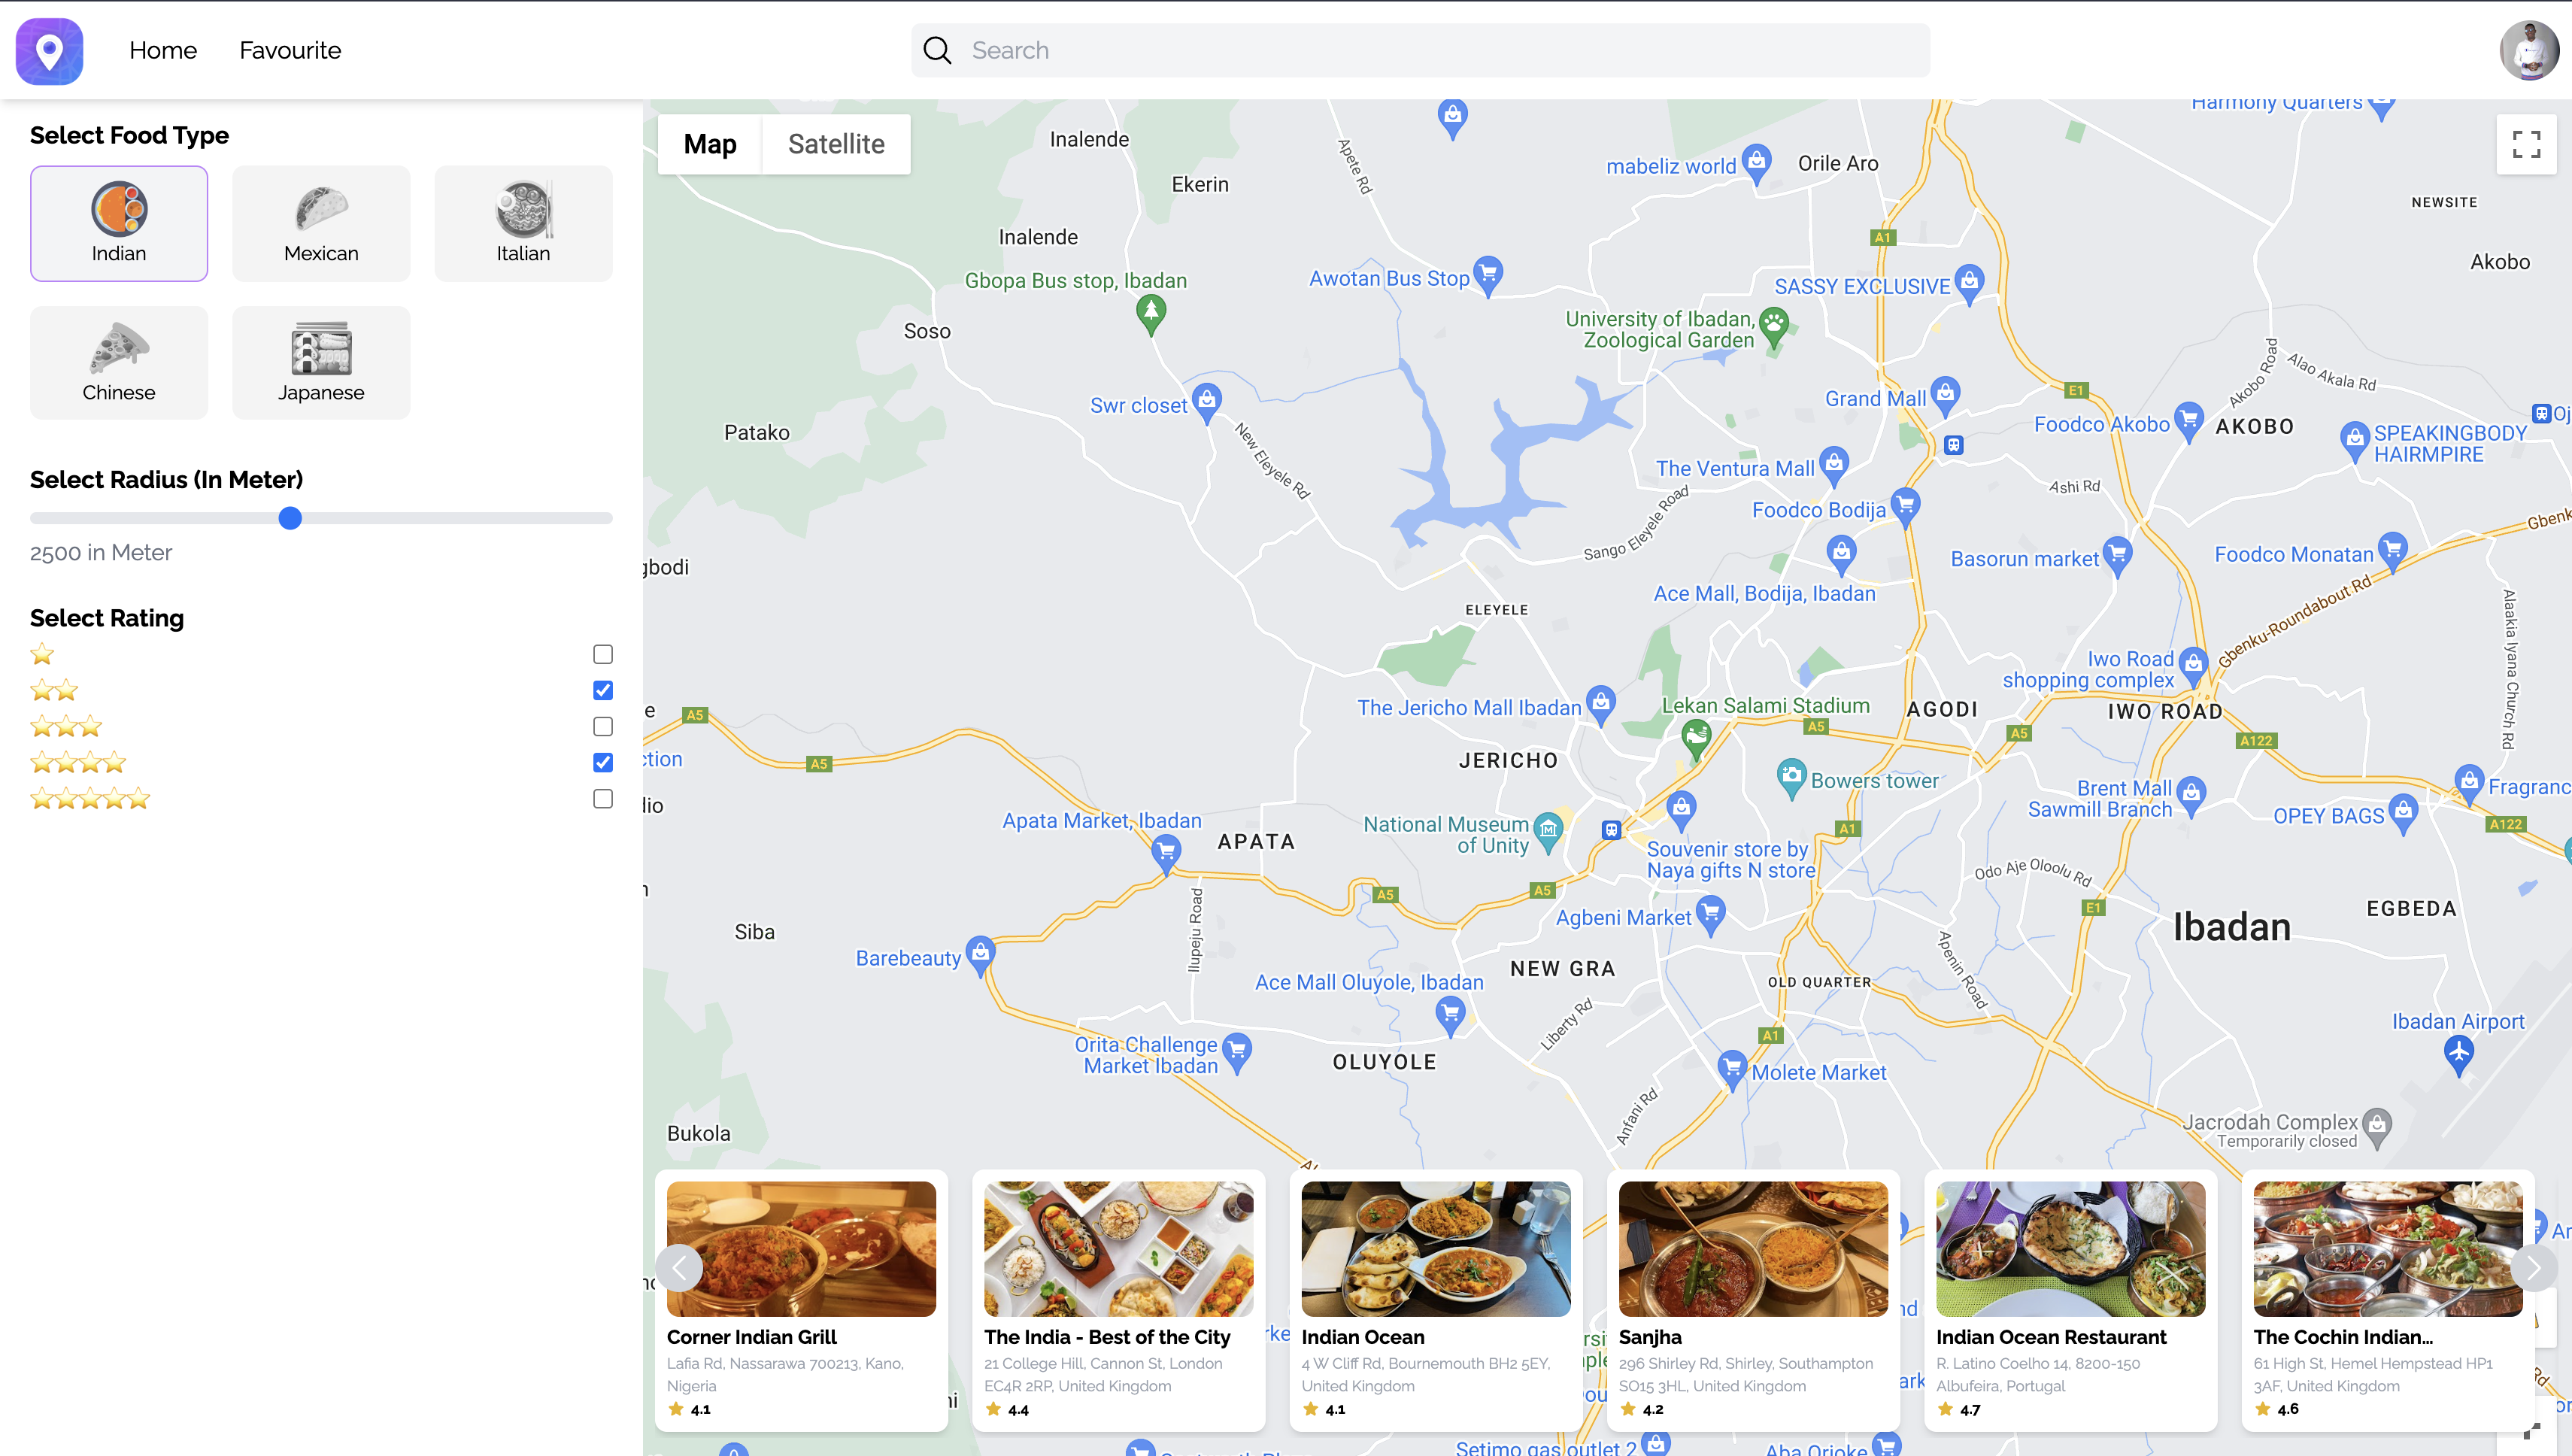 Home
Favourite
Search
Select Food Type
Indian
Mexican
Italian
Chinese
Japanese
Select Radius (In Meter)
2500 in Meter
Select Rating
Map
Satellite
Harmony Quarters
Inalende
mabeliz world
Orile Aro
Apete Rd
Ekerin
NEWSITE
Inalende
A1
Akobo
Gbopa Bus stop, Ibadan
Awotan Bus Stop
SASSY EXCLUSIVE
University of Ibadan,
Zoological Garden
Soso
Akobo Road
Alao Akala Rd
Swr closet
Grand Mall
E1
Foodco Akobo
AKOBO
Oj
Patako
New Eleyele Rd
SPEAKINGBODY
HAIRMPIRE
The Ventura Mall
Ashi Rd
Foodco Bodija
Sango Eleyele Road
Gbenk
gbodi
Basorun market
Foodco Monatan
Ace Mall, Bodija, Ibadan
ELEYELE
Gbenku-Roundabout Rd
Alaakia Iyana Church Rd
Iwo Road
shopping complex
The Jericho Mall Ibadan
Lekan Salami Stadium
AGODI
IWO ROAD
e
A5
A5
A5
A122
ction
A5
JERICHO
Bowers tower
Brent Mall
Sawmill Branch
Fragranc
dio
OPEY BAGS
A122
Apata Market, Ibadan
APATA
National Museum
of Unity
A1
Souvenir store by
Naya gifts N store
Odo Aje Oloolu Rd
A5
A5
E1
EGBEDA
Agbeni Market
Ibadan
Siba
Ilupeju Road
Barebeauty
NEW GRA
Apenin Road
Ace Mall Oluyole, Ibadan
OLD QUARTER
Liberty Rd
A1
Ibadan Airport
Orita Challenge
Market Ibadan
OLUYOLE
Molete Market
Anfani Rd
Jacrodah Complex
Temporarily closed
Bukola
Corner Indian Grill
Lafia Rd, Nassarawa 700213, Kano,
Nigeria
4.1
The India - Best of the City
21 College Hill, Cannon St, London
EC4R 2RP, United Kingdom
4.4
Indian Ocean
4 W Cliff Rd, Bournemouth BH2 5EY,
United Kingdom
4.1
Sanjha
296 Shirley Rd, Shirley, Southampton
SO15 3HL, United Kingdom
4.2
Indian Ocean Restaurant
R. Latino Coelho 14, 8200-150
Albufeira, Portugal
4.7
The Cochin Indian...
61 High St, Hemel Hempstead HP1
3AF, United Kingdom
4.6
Setimo gas outlet 2
Aba Orioke